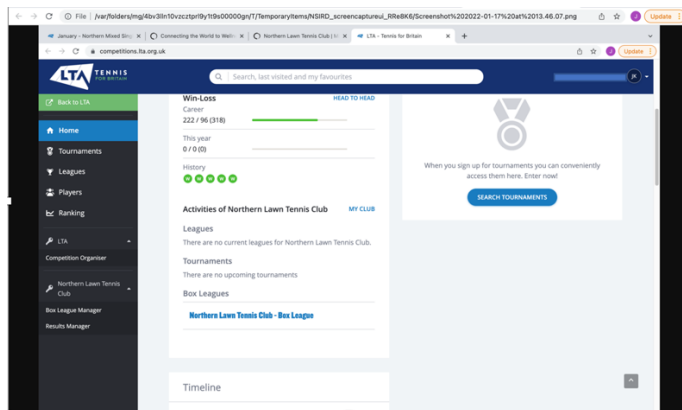 File | /var/folders/mg/4bv3lln10vzcztprl9y1t9s00000gn/T/TemporaryItems/NSIRD_screencaptureui_RRe8K6/Screenshot%202022-01-17%20at%2013.46.07.png
Update
January - Northern Mixed Sing
Connecting the World to Welln
Northern Lawn Tennis Club |
LTA - Tennis for Britain
competitions.lta.org.uk
Update
LTA TENNIS FOR BRITAIN
Search, last visited and my favourites
JK
Back to LTA
Home
Tournaments
Leagues
Players
Ranking
LTA
Competition Organiser
Northern Lawn Tennis
Club
Box League Manager
Results Manager
Win-Loss
HEAD TO HEAD
Career
222 / 96 (318)
This year
0 / 0 (0)
History
W W W W W
Activities of Northern Lawn Tennis Club
MY CLUB
Leagues
There are no current leagues for Northern Lawn Tennis Club.
Tournaments
There are no upcoming tournaments
Box Leagues
Northern Lawn Tennis Club - Box League
Timeline
When you sign up for tournaments you can conveniently
access them here. Enter now!
SEARCH TOURNAMENTS